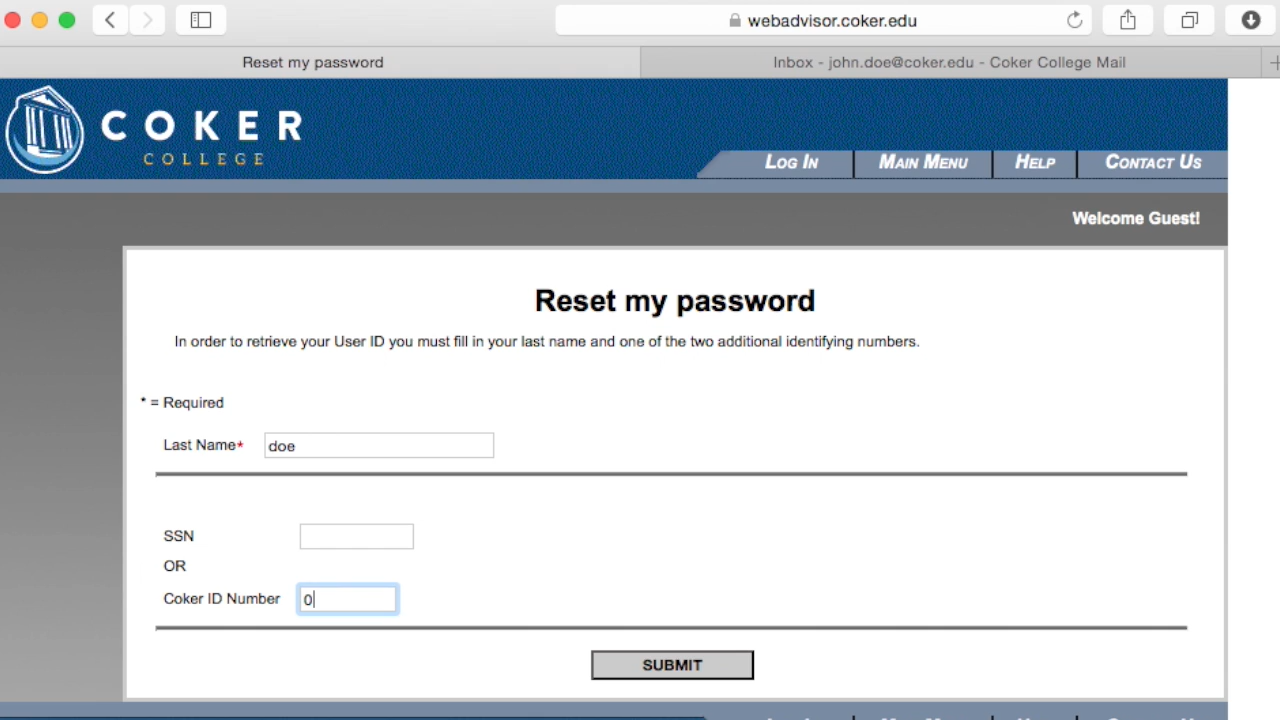 webadvisor.coker.edu
Reset my password
Inbox - john.doe@coker.edu - Coker College Mail
COKER
COLLEGE
LOG IN
MAIN MENU
HELP
CONTACT US
Welcome Guest!
Reset my password
In order to retrieve your User ID you must fill in your last name and one of the two additional identifying numbers.
* = Required
Last Name* doe
SSN
OR
Coker ID Number 0
SUBMIT